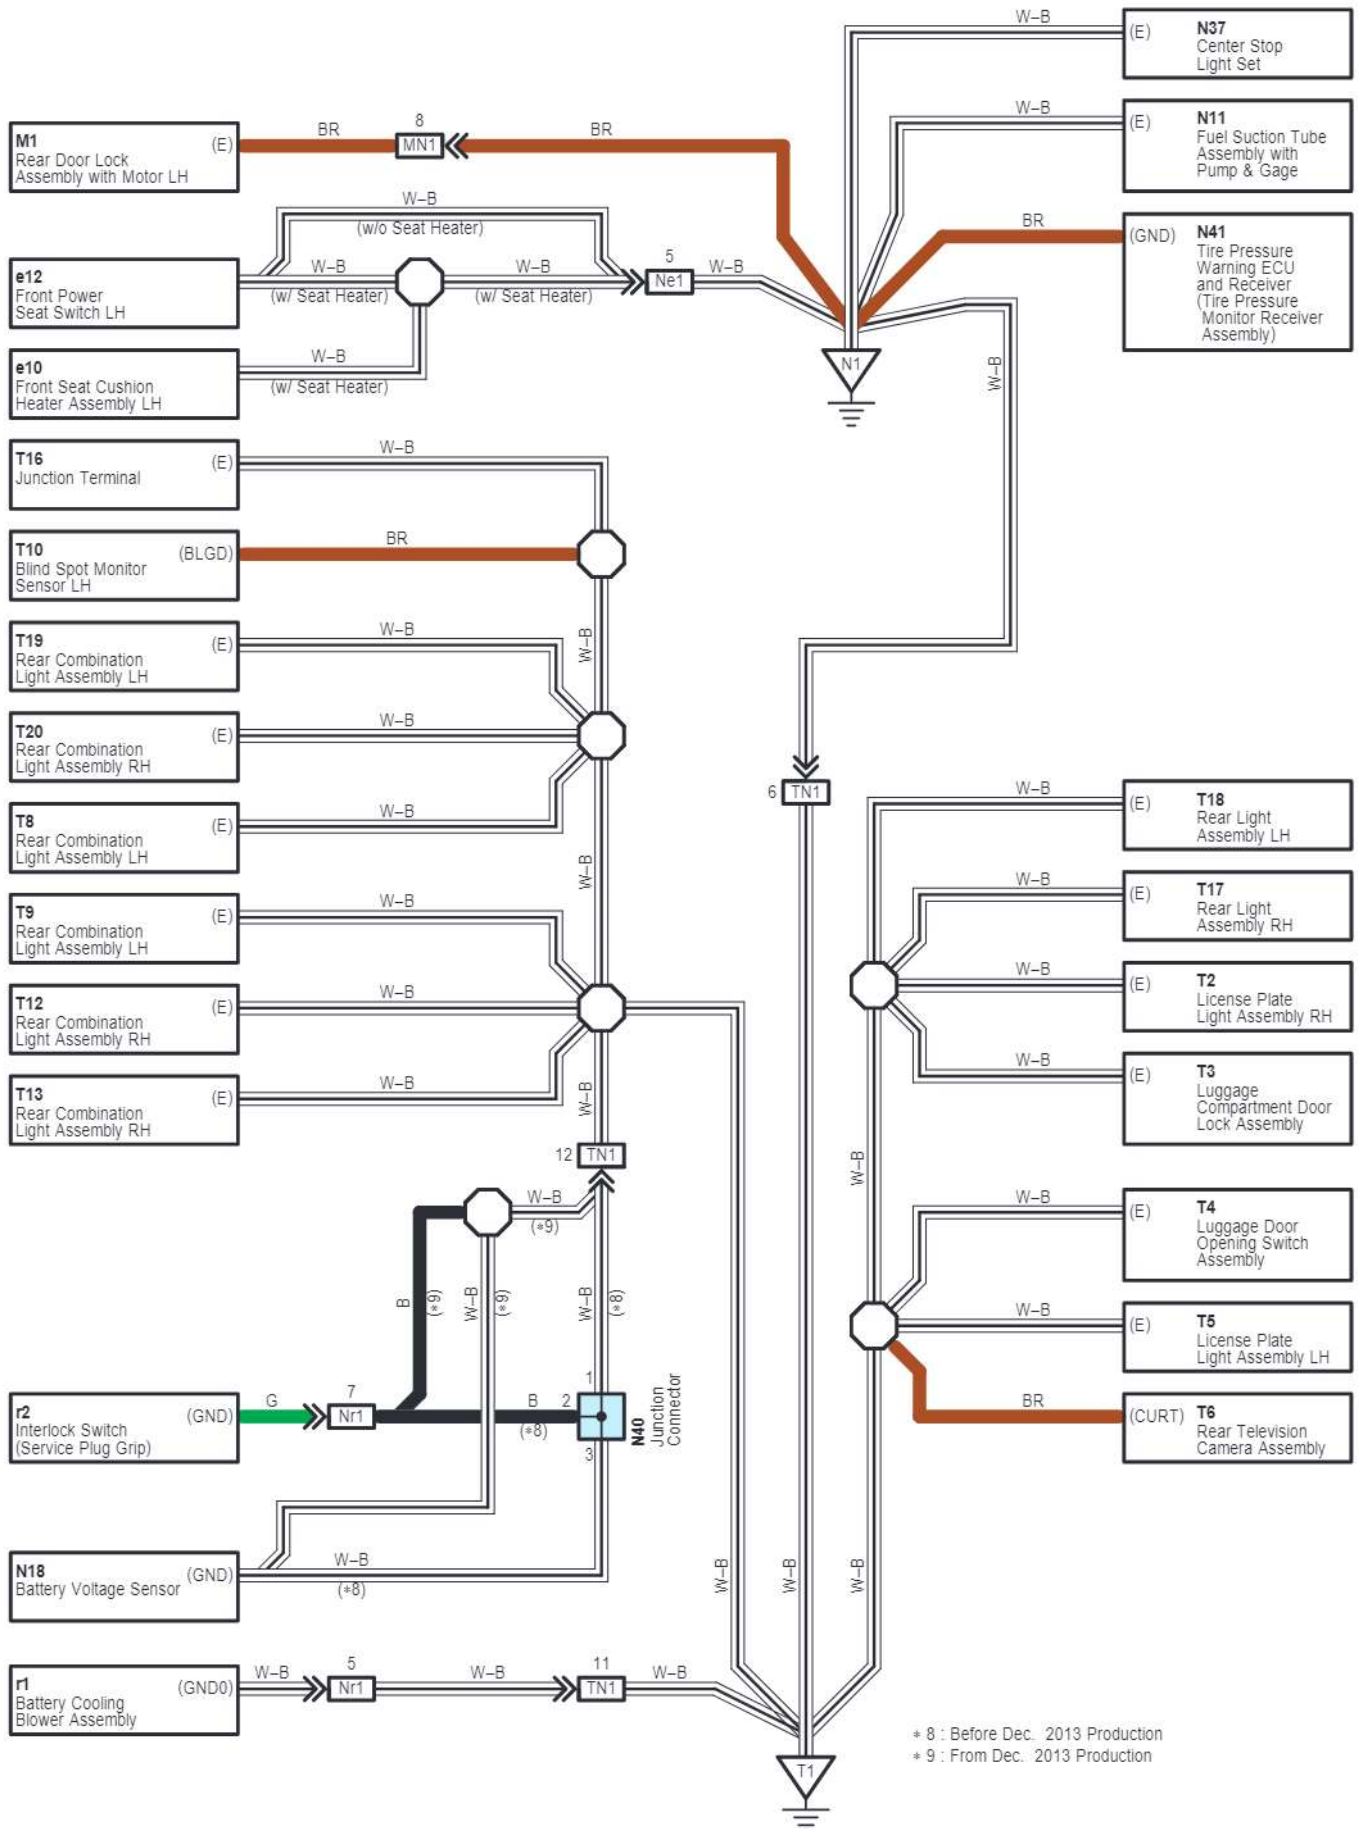 W–B
(E)
N37
Center Stop
Light Set
W–B
(E)
N11
Fuel Suction Tube
Assembly with
Pump & Gage
M1
(E)
Rear Door Lock
Assembly with Motor LH
BR
8
MN1
BR
BR
(GND)
N41
Tire Pressure
Warning ECU
and Receiver
(Tire Pressure
Monitor Receiver
Assembly)
W–B
(w/o Seat Heater)
e12
Front Power
Seat Switch LH
W–B
(w/ Seat Heater)
W–B
(w/ Seat Heater)
5
Ne1
W–B
e10
Front Seat Cushion
Heater Assembly LH
W–B
(w/ Seat Heater)
N1
W–B
T16
(E)
Junction Terminal
W–B
T10
(BLGD)
Blind Spot Monitor
Sensor LH
BR
T19
(E)
Rear Combination
Light Assembly LH
W–B
W–B
T20
(E)
Rear Combination
Light Assembly RH
W–B
T8
(E)
Rear Combination
Light Assembly LH
W–B
W–B
6
TN1
W–B
(E)
T18
Rear Light
Assembly LH
W–B
(E)
T17
Rear Light
Assembly RH
T9
(E)
Rear Combination
Light Assembly LH
W–B
T12
(E)
Rear Combination
Light Assembly RH
W–B
W–B
(E)
T2
License Plate
Light Assembly RH
T13
(E)
Rear Combination
Light Assembly RH
W–B
W–B
W–B
(E)
T3
Luggage
Compartment Door
Lock Assembly
12
TN1
W–B
W–B
(*9)
W–B
(E)
T4
Luggage Door
Opening Switch
Assembly
B
(*9)
W–B
(*9)
W–B
(*8)
W–B
(E)
T5
License Plate
Light Assembly LH
r2
(GND)
Interlock Switch
(Service Plug Grip)
G
7
Nr1
B
(*8)
1
2
3
N40
Junction
Connector
BR
(CURT)
T6
Rear Television
Camera Assembly
N18
(GND)
Battery Voltage Sensor
W–B
(*8)
W–B
W–B
W–B
r1
(GND0)
Battery Cooling
Blower Assembly
W–B
5
Nr1
W–B
11
TN1
W–B
T1
* 8 : Before Dec. 2013 Production
* 9 : From Dec. 2013 Production